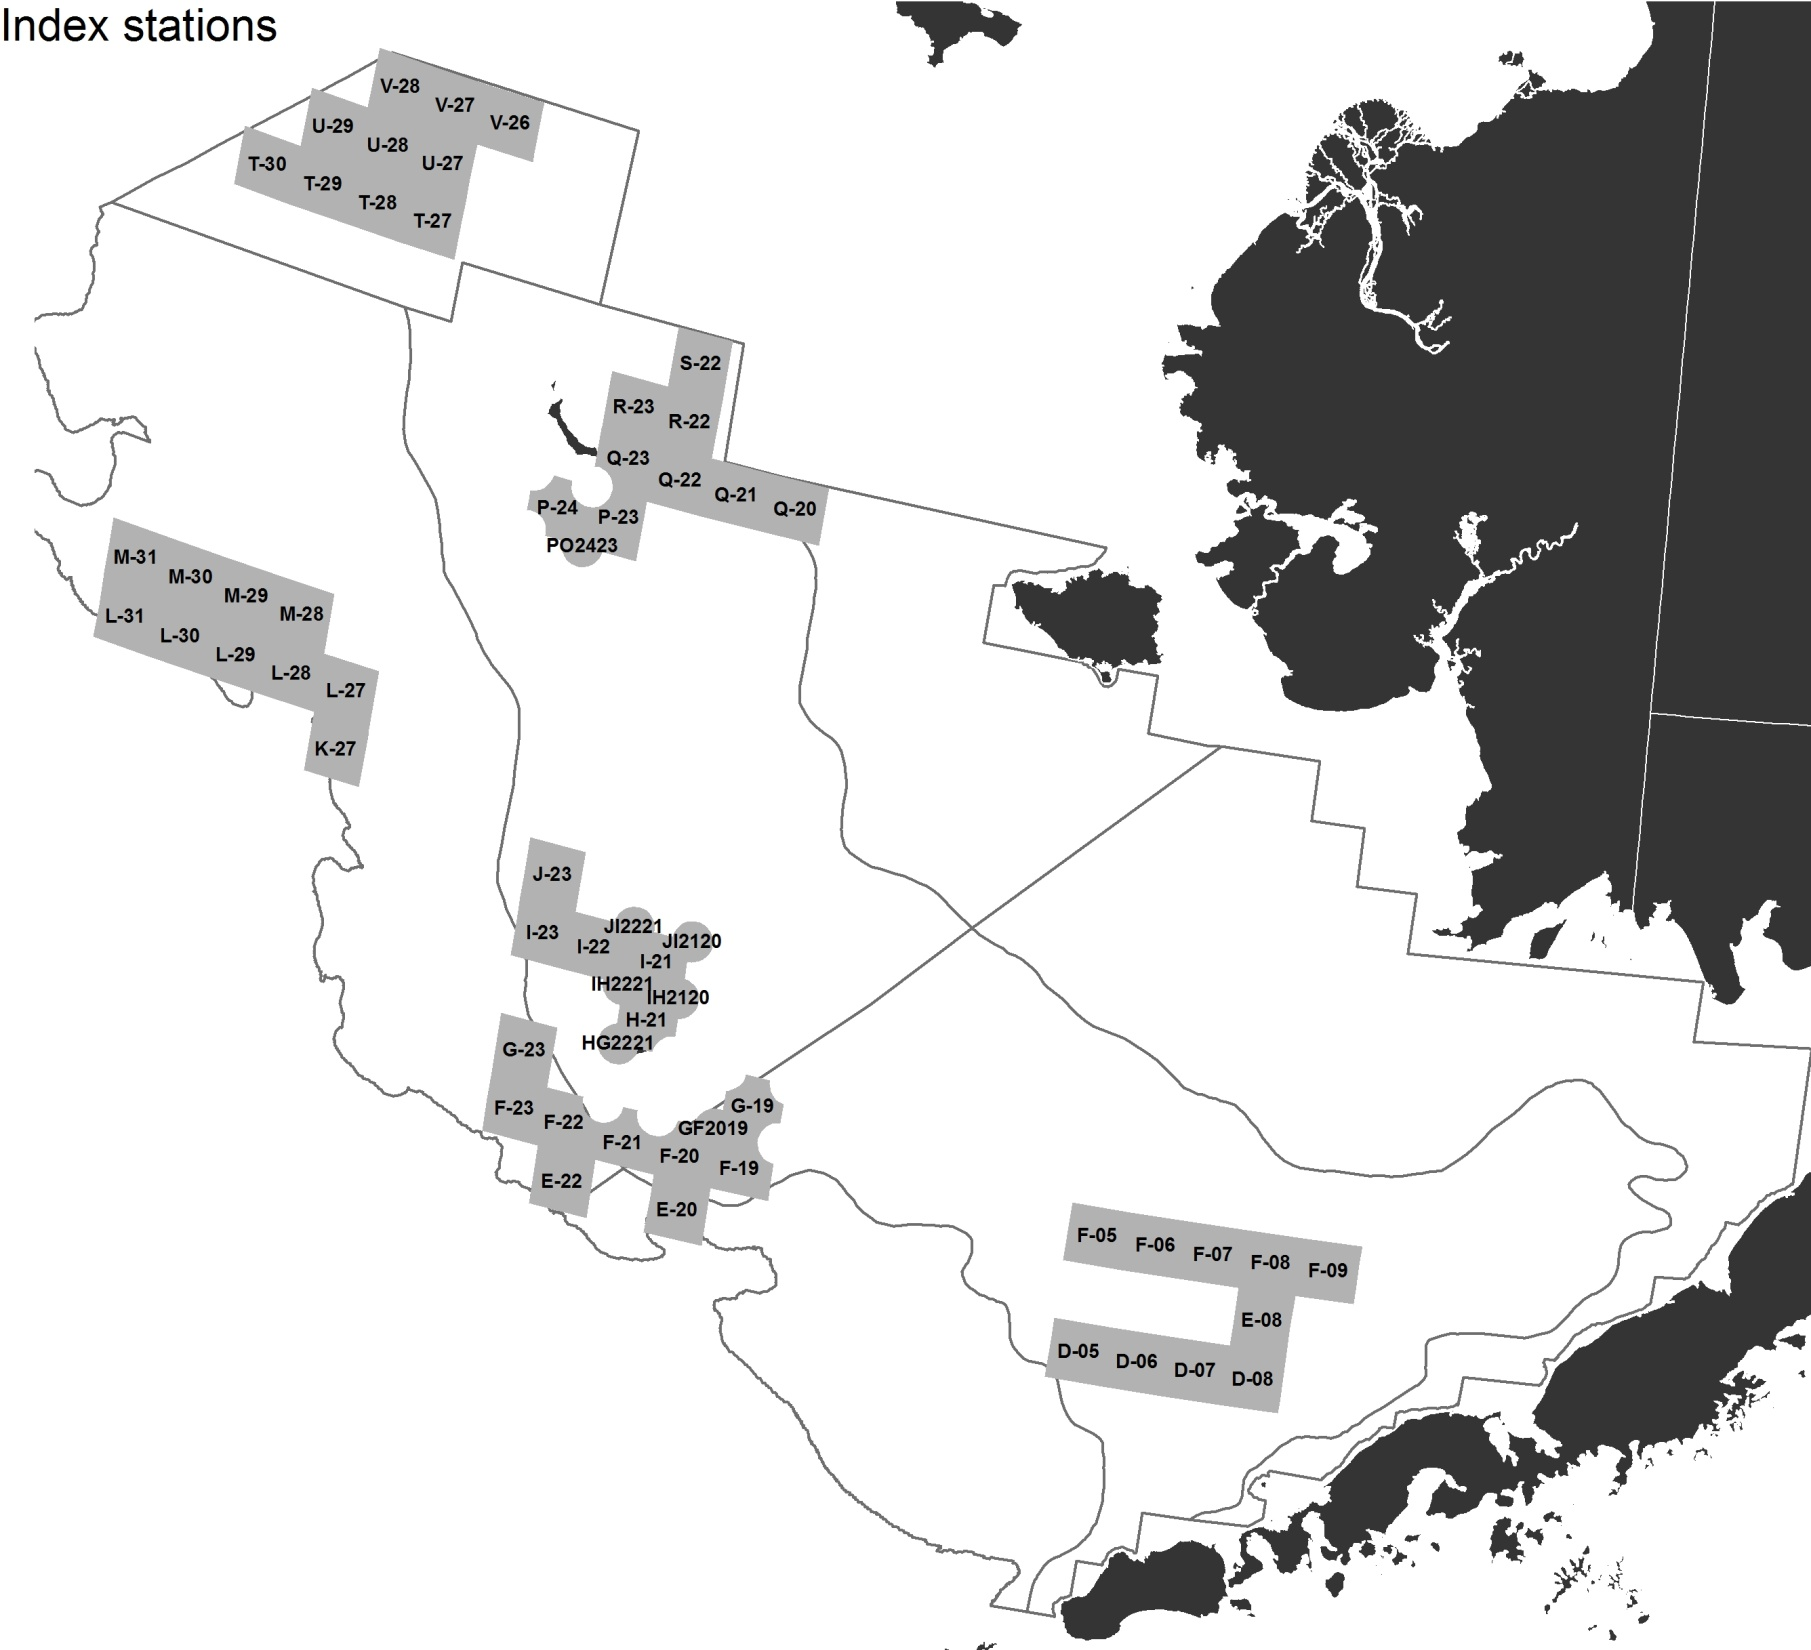 Index stations
V-28
V-27
V-26
U-29
U-28
U-27
T-30
T-29
T-28
T-27
S-22
R-23
R-22
Q-23
Q-22
Q-21
Q-20
P-24
P-23
PO2423
M-31
M-30
M-29
M-28
L-31
L-30
L-29
L-28
L-27
K-27
J-23
I-23
I-22
JI2221
JI2120
I-21
IH2221
IH2120
H-21
HG2221
G-23
G-19
F-23
F-22
GF2019
F-21
F-20
F-19
E-22
E-20
F-05
F-06
F-07
F-08
F-09
E-08
D-05
D-06
D-07
D-08